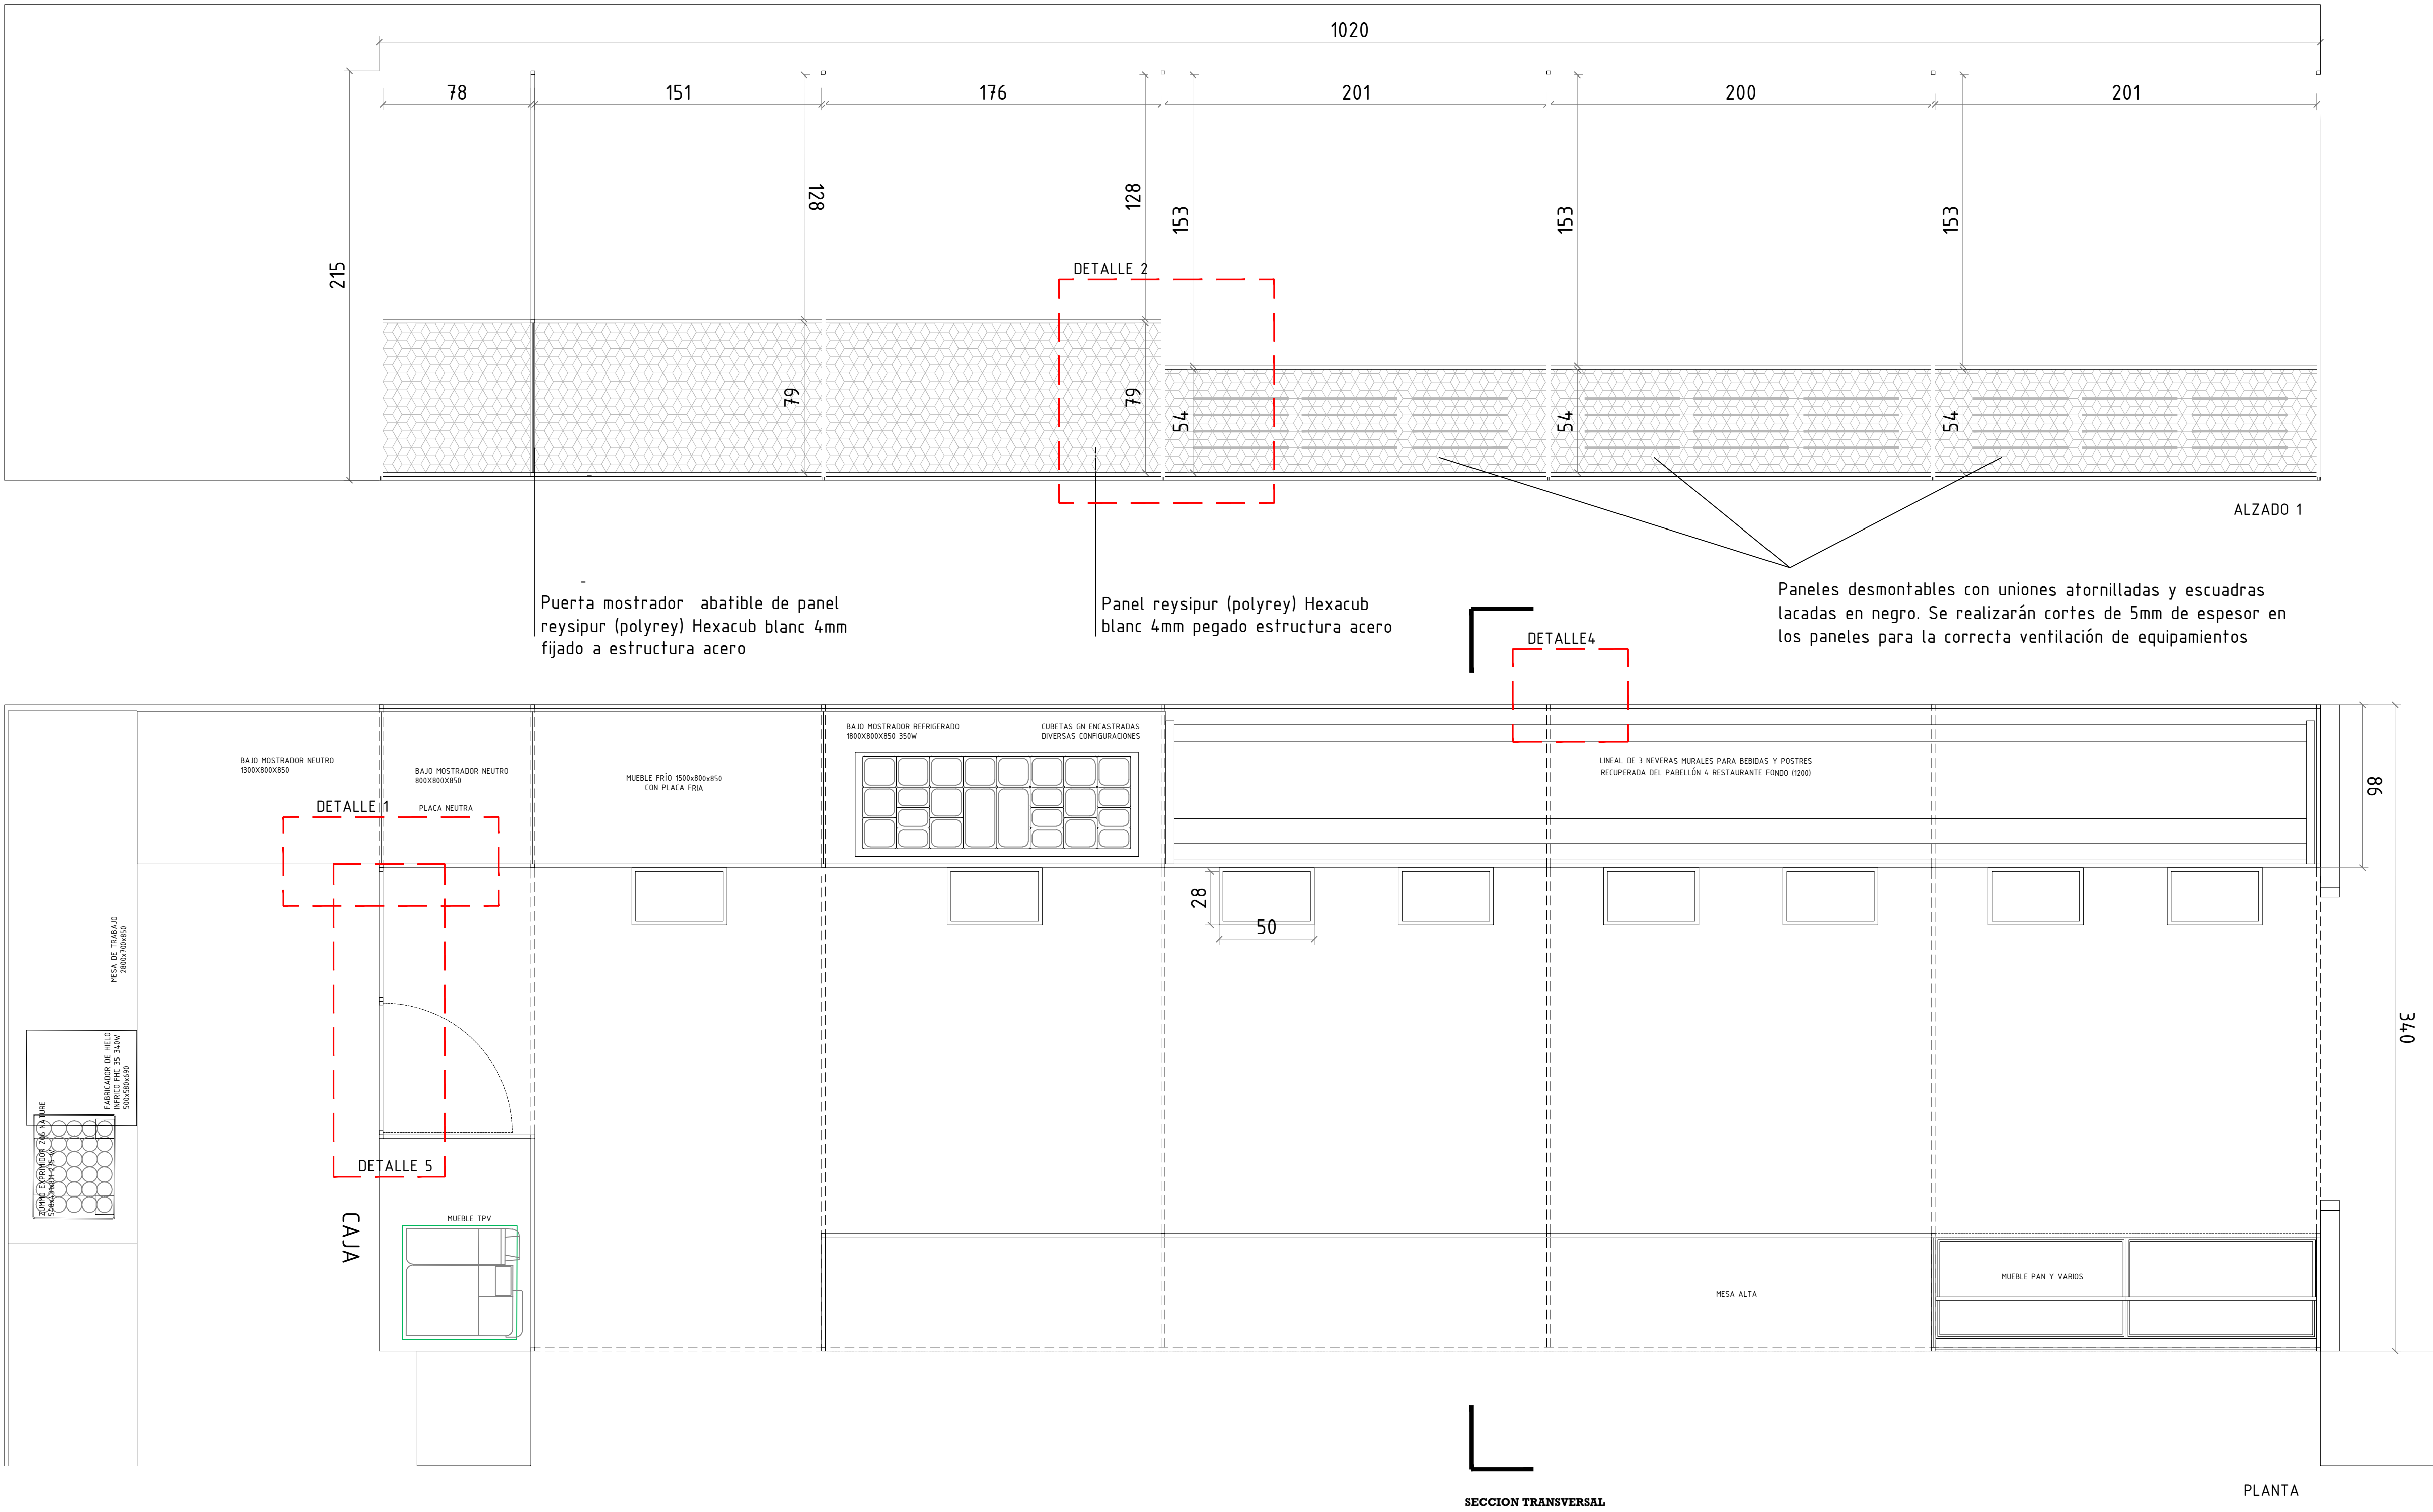 1020
78
151
176
201
200
201
215
128
128
153
153
153
79
79
54
54
54
DETALLE 2
ALZADO 1
Puerta mostrador abatible de panel
reysipur (polyrey) Hexacub blanc 4mm
fijado a estructura acero
Panel reysipur (polyrey) Hexacub
blanc 4mm pegado estructura acero
Paneles desmontables con uniones atornilladas y escuadras
lacadas en negro. Se realizarán cortes de 5mm de espesor en
los paneles para la correcta ventilación de equipamientos
DETALLE4
BAJO MOSTRADOR NEUTRO
1300X800X850
BAJO MOSTRADOR NEUTRO
800X800X850
PLACA NEUTRA
MUEBLE FRÍO 1500x800x850
CON PLACA FRIA
BAJO MOSTRADOR REFRIGERADO
1800X800X850 350W
CUBETAS GN ENCASTRADAS
DIVERSAS CONFIGURACIONES
LINEAL DE 3 NEVERAS MURALES PARA BEBIDAS Y POSTRES
RECUPERADA DEL PABELLÓN 4 RESTAURANTE FONDO (1200)
86
DETALLE 1
28
50
MESA DE TRABAJO
2800x700x850
340
FABRICADOR DE HIELO
INFRICO FHC 35 340W
500x580x690
ZUMMO EXPRIMIDOR Z06 NATURE
DETALLE 5
CAJA
MUEBLE TPV
MESA ALTA
MUEBLE PAN Y VARIOS
PLANTA
SECCION TRANSVERSAL